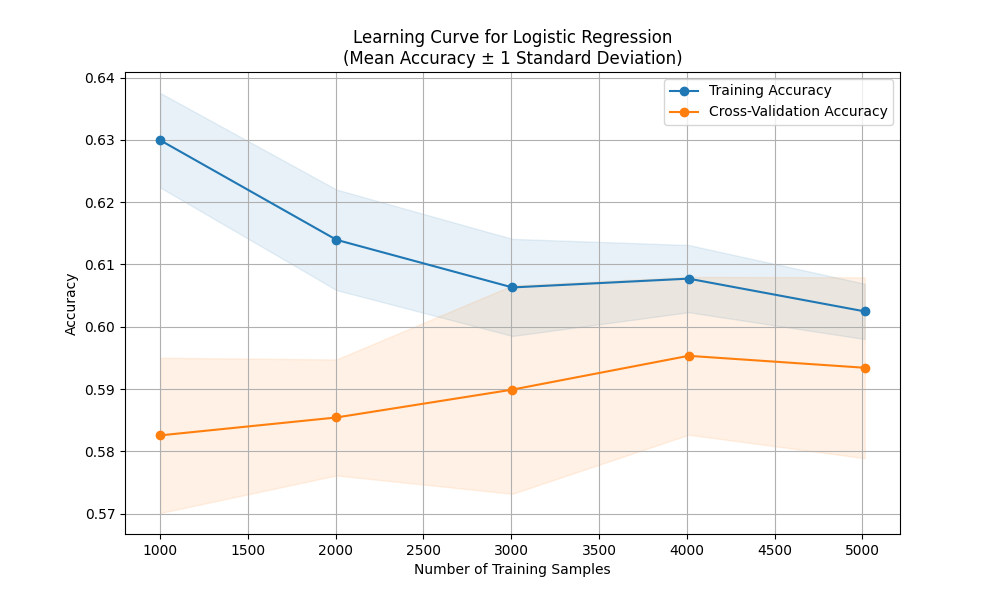 Learning Curve for Logistic Regression
(Mean Accuracy ± 1 Standard Deviation)
Training Accuracy
Cross-Validation Accuracy
Accuracy
0.64
0.63
0.62
0.61
0.60
0.59
0.58
0.57
1000 1500 2000 2500 3000 3500 4000 4500 5000
Number of Training Samples